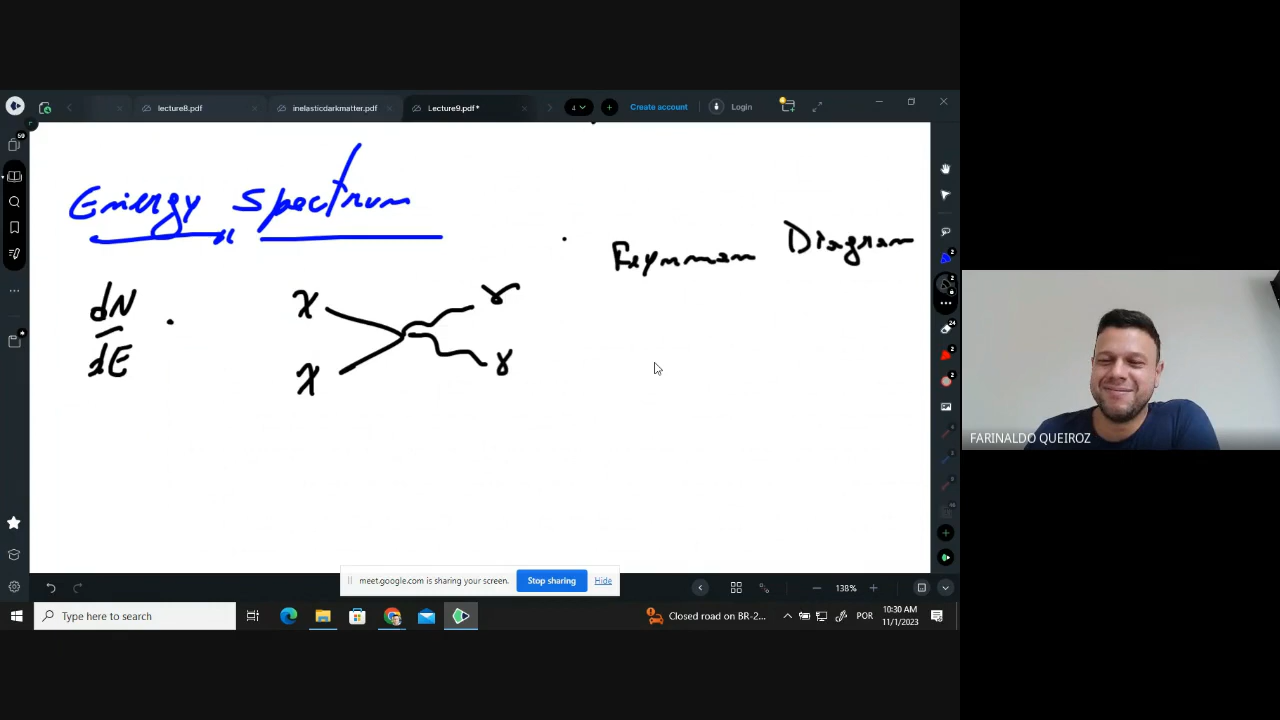 59
lecture8.pdf
inelasticdarkmatter.pdf
Lecture9.pdf*
Create account
Login
Energy Spectrum
Feynman Diagram
dN
dE
χ
γ
χ
γ
FARINALDO QUEIROZ
meet.google.com is sharing your screen.
Stop sharing
Hide
138%
Type here to search
Closed road on BR-2...
POR
10:30 AM
11/1/2023